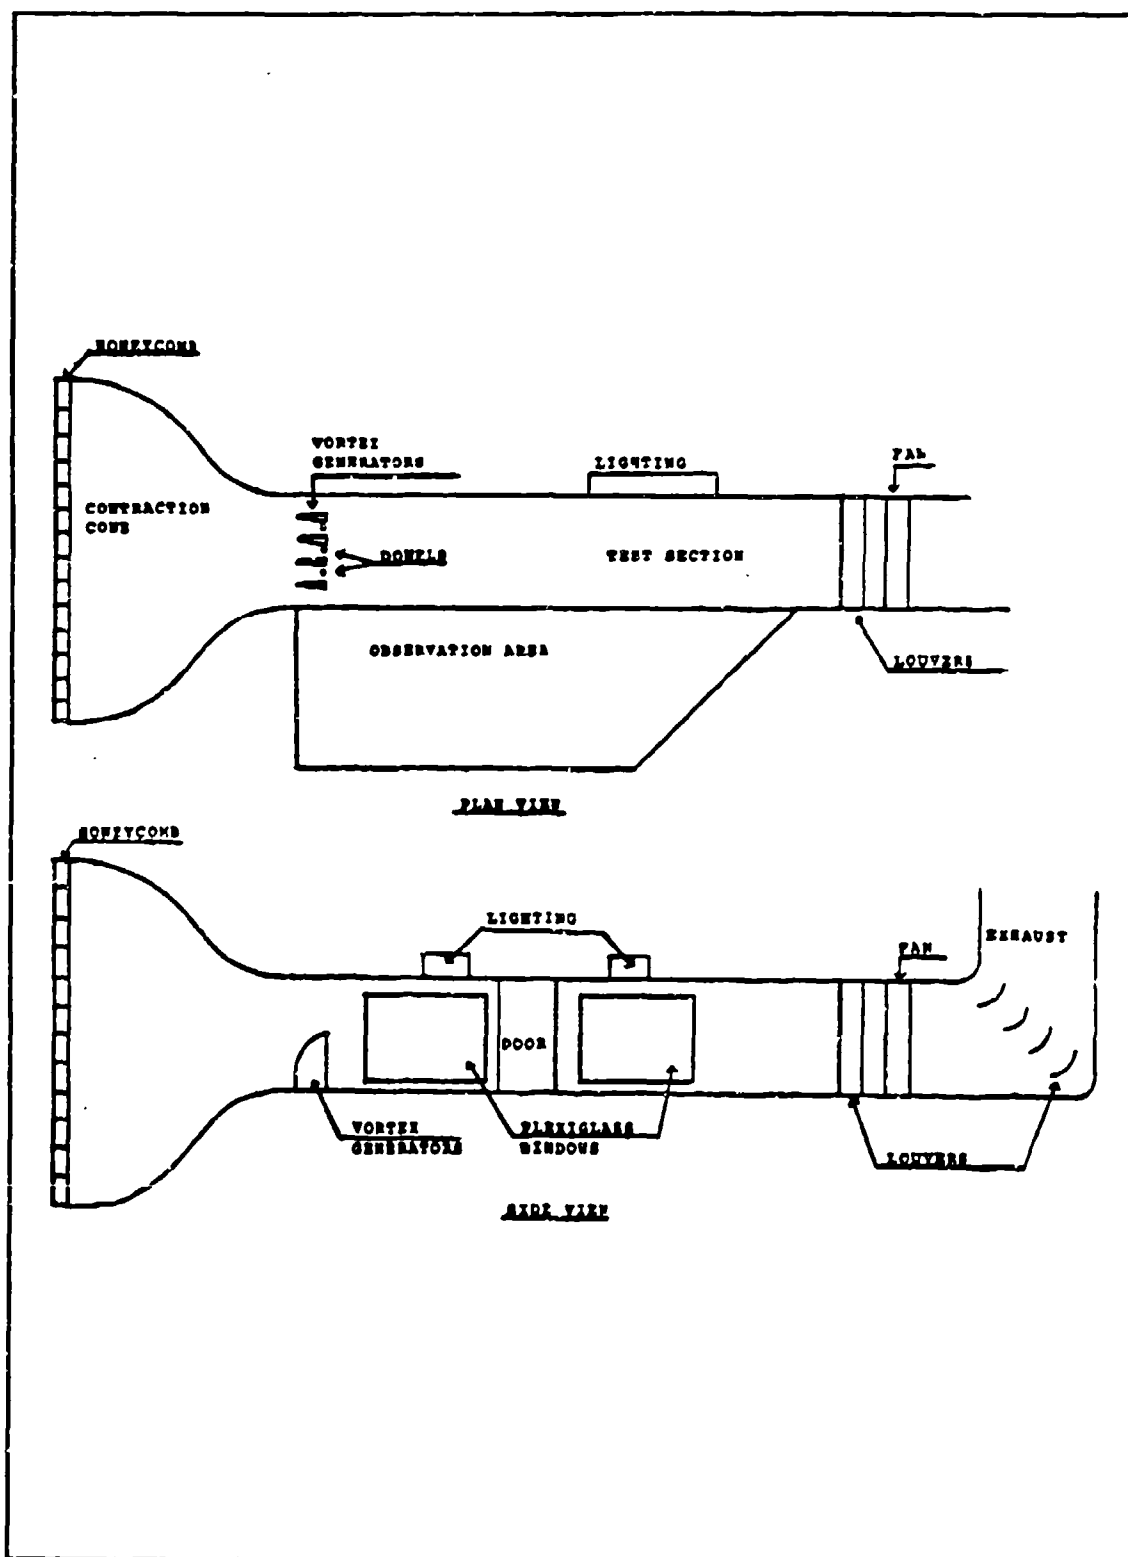 HONEYCOMB
VORTEX
GENERATORS
LIGHTING
FAN
CONTRACTION
CONE
DOWELS
TEST SECTION
OBSERVATION AREA
LOUVERS
PLAN VIEW
HONEYCOMB
LIGHTING
EXHAUST
FAN
DOOR
VORTEX
GENERATORS
PLEXIGLASS
WINDOWS
LOUVERS
SIDE VIEW